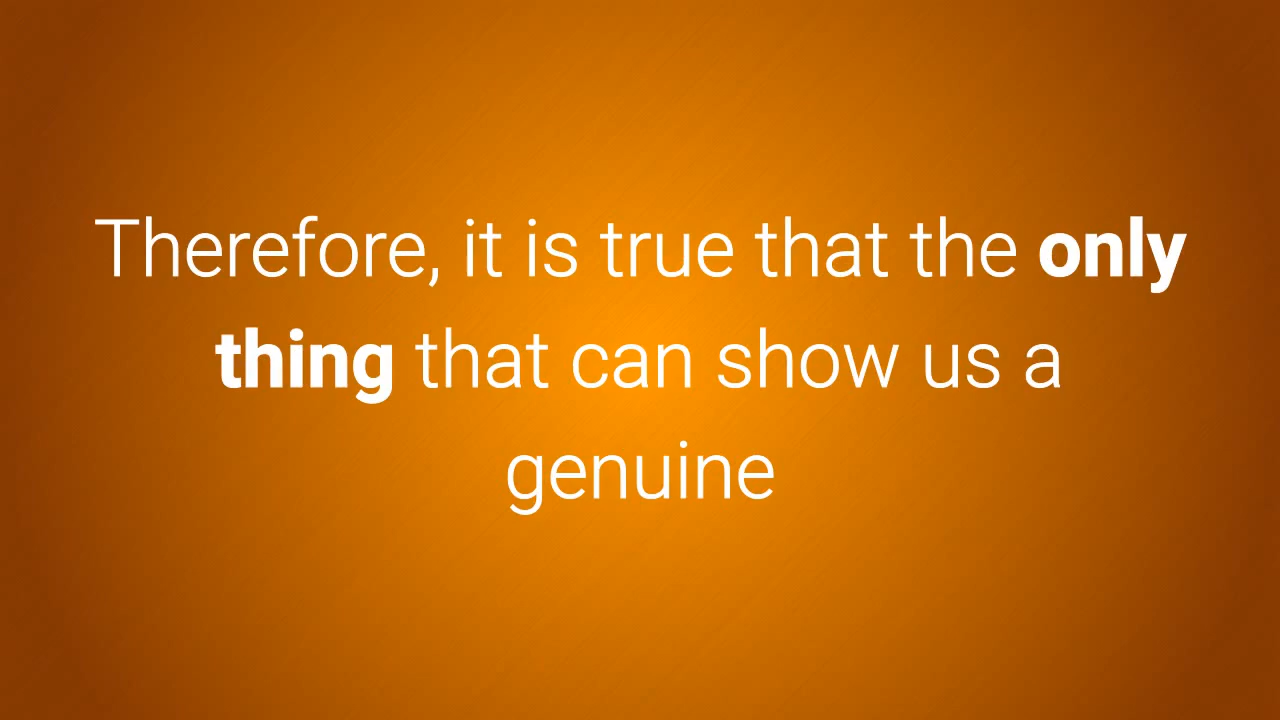 Therefore, it is true that the only
thing that can show us a
genuine